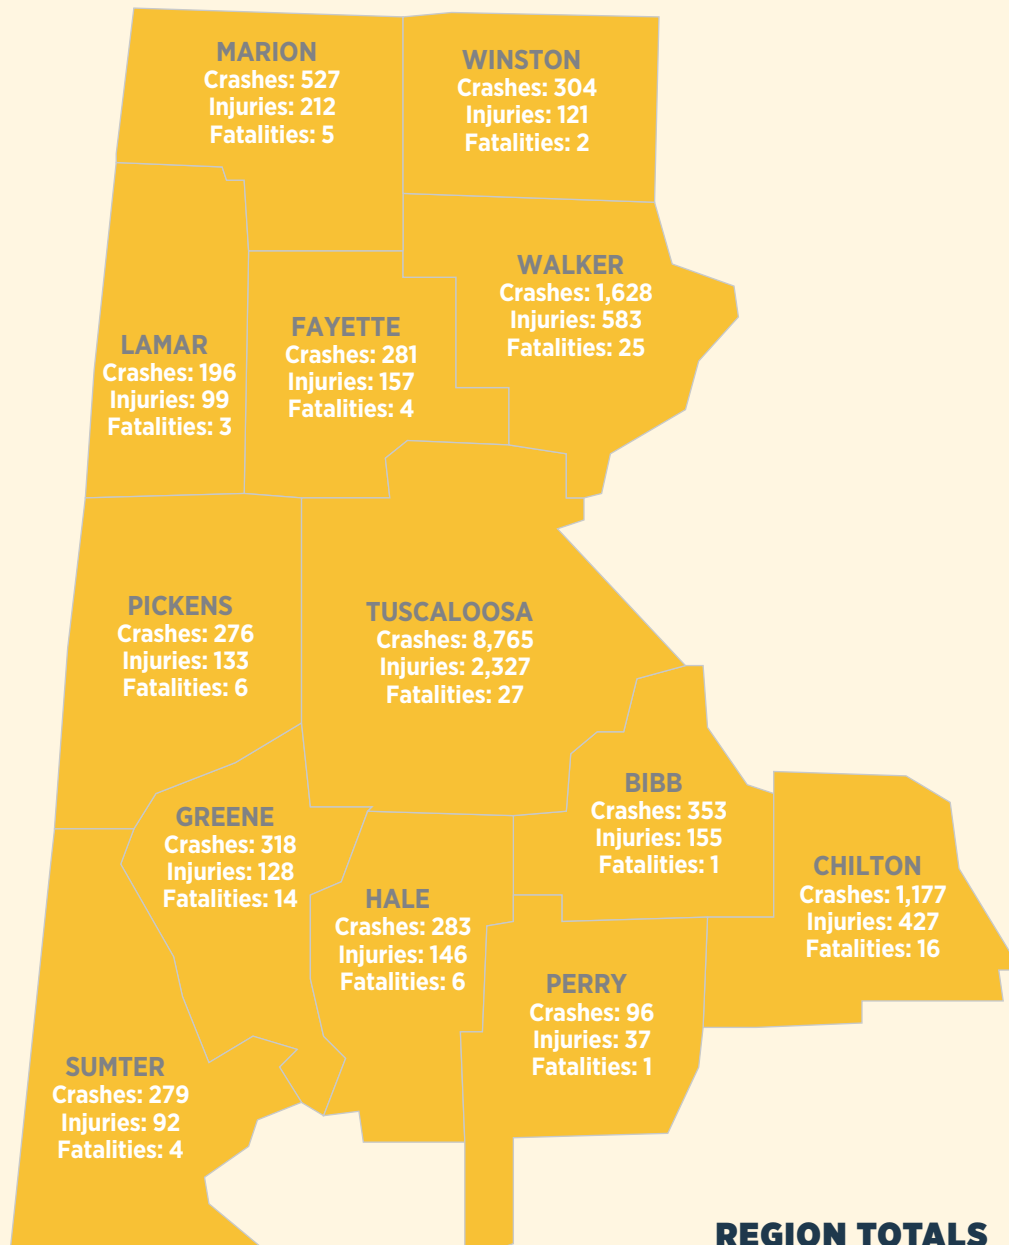 MARION
Crashes: 527
Injuries: 212
Fatalities: 5
WINSTON
Crashes: 304
Injuries: 121
Fatalities: 2
WALKER
Crashes: 1,628
Injuries: 583
Fatalities: 25
LAMAR
Crashes: 196
Injuries: 99
Fatalities: 3
FAYETTE
Crashes: 281
Injuries: 157
Fatalities: 4
PICKENS
Crashes: 276
Injuries: 133
Fatalities: 6
TUSCALOOSA
Crashes: 8,765
Injuries: 2,327
Fatalities: 27
BIBB
Crashes: 353
Injuries: 155
Fatalities: 1
GREENE
Crashes: 318
Injuries: 128
Fatalities: 14
HALE
Crashes: 283
Injuries: 146
Fatalities: 6
CHILTON
Crashes: 1,177
Injuries: 427
Fatalities: 16
PERRY
Crashes: 96
Injuries: 37
Fatalities: 1
SUMTER
Crashes: 279
Injuries: 92
Fatalities: 4
REGION TOTALS